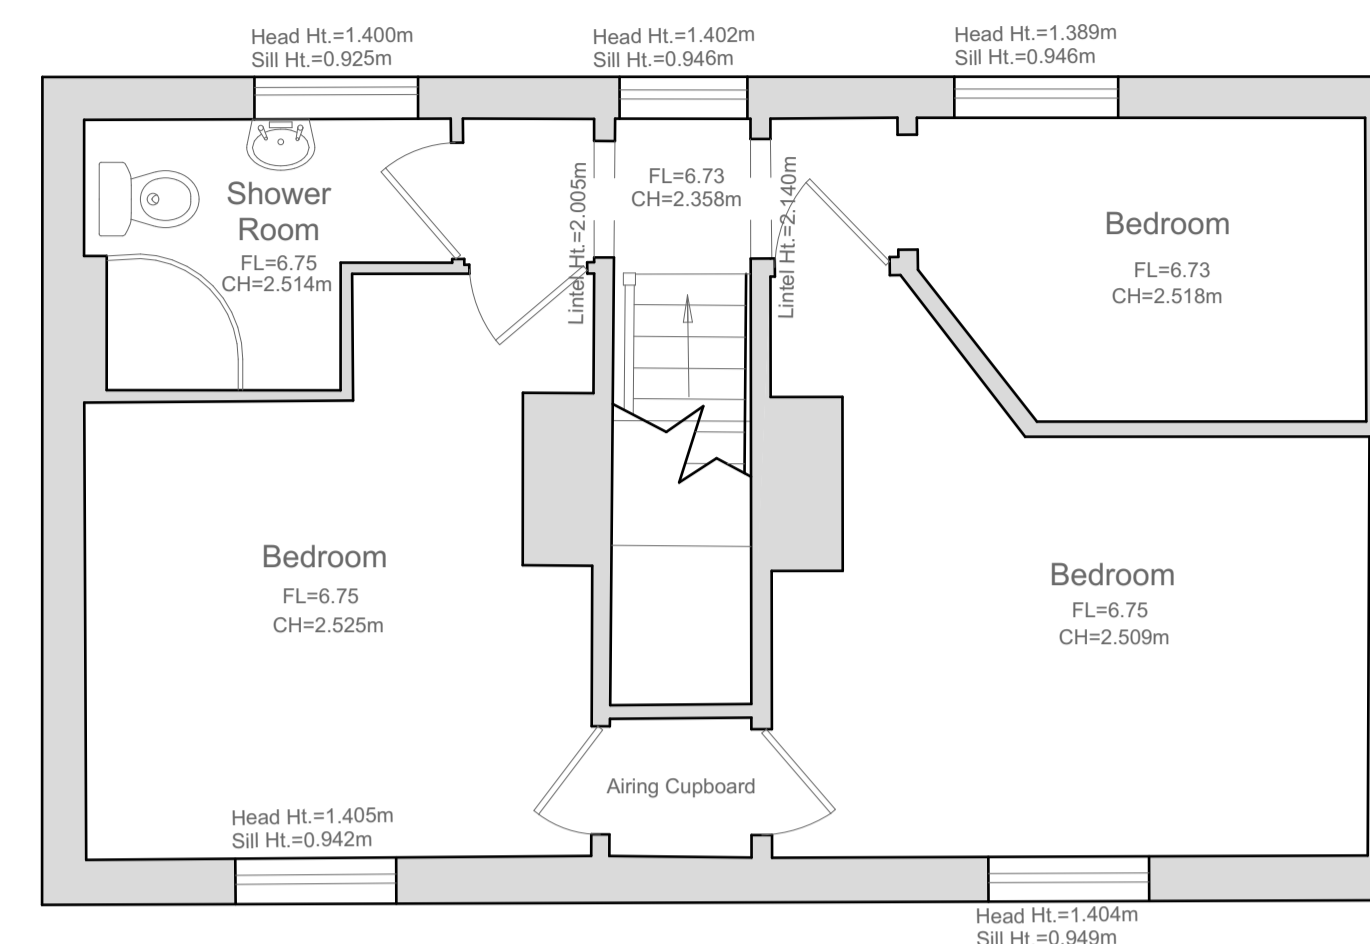 Head Ht.=1.400m
Sill Ht.=0.925m
Head Ht.=1.402m
Sill Ht.=0.946m
Head Ht.=1.389m
Sill Ht.=0.946m
Shower
Room
FL=6.75
CH=2.514m
Lintel Ht.=2.005m
FL=6.73
CH=2.358m
Lintel Ht.=2.140m
Bedroom
FL=6.73
CH=2.518m
Bedroom
FL=6.75
CH=2.525m
Bedroom
FL=6.75
CH=2.509m
Airing Cupboard
Head Ht.=1.405m
Sill Ht.=0.942m
Head Ht.=1.404m
Sill Ht.=0.949m